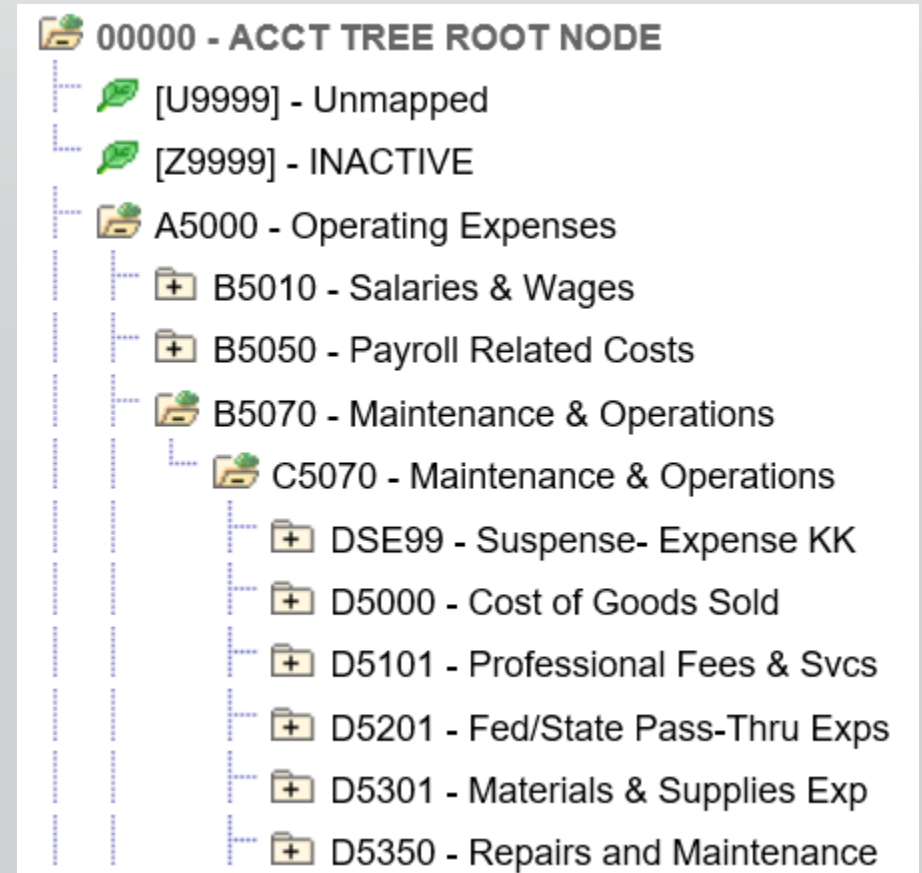 00000 - ACCT TREE ROOT NODE
[U9999] - Unmapped
[Z9999] - INACTIVE
A5000 - Operating Expenses
B5010 - Salaries & Wages
B5050 - Payroll Related Costs
B5070 - Maintenance & Operations
C5070 - Maintenance & Operations
DSE99 - Suspense- Expense KK
D5000 - Cost of Goods Sold
D5101 - Professional Fees & Svcs
D5201 - Fed/State Pass-Thru Exps
D5301 - Materials & Supplies Exp
D5350 - Repairs and Maintenance